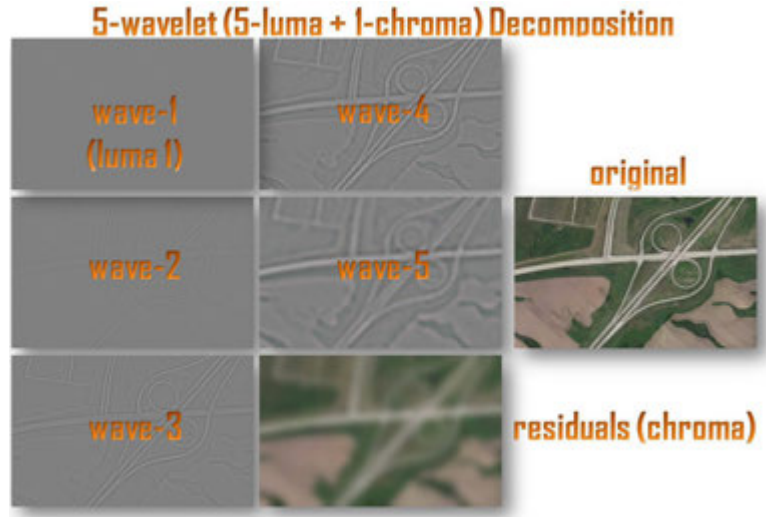 5-wavelet (5-luma + 1-chroma) Decomposition
wave-1
(luma 1)
wave-4
original
wave-2
wave-5
wave-3
residuals (chroma)